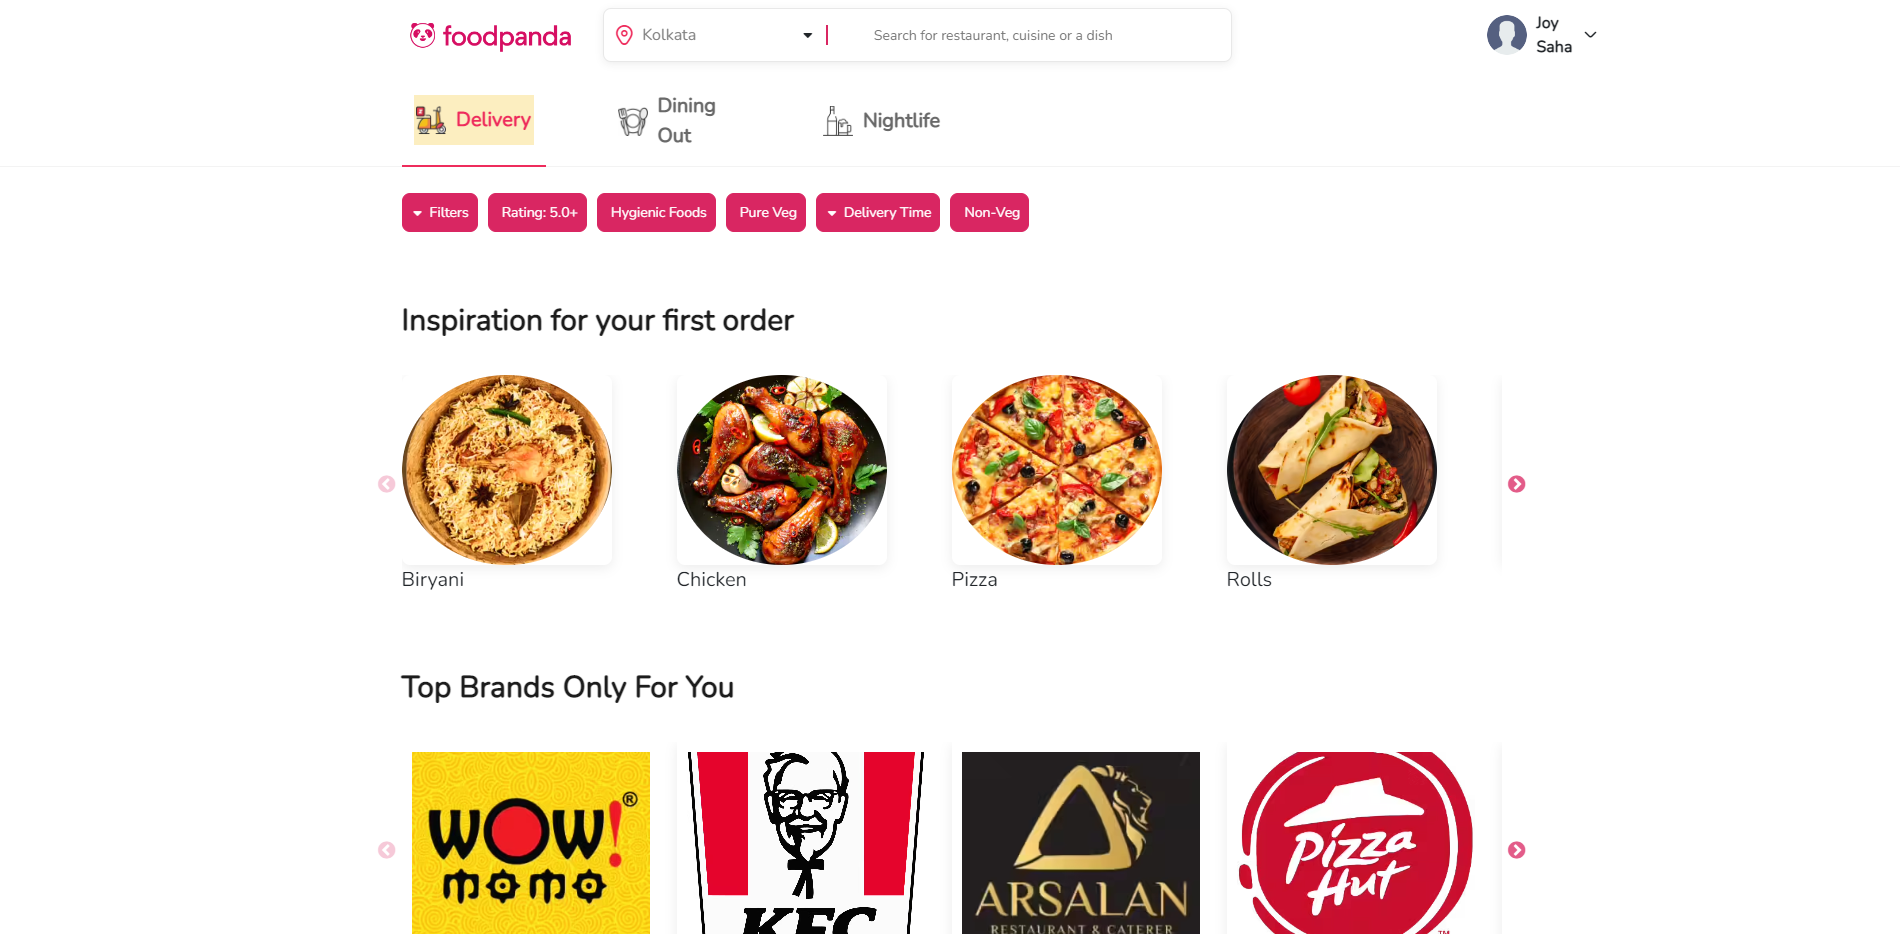 foodpanda
Kolkata
Search for restaurant, cuisine or a dish
Joy
Saha
Delivery
Dining
Out
Nightlife
Filters
Rating: 5.0+
Hygienic Foods
Pure Veg
Delivery Time
Non-Veg
Inspiration for your first order
Biryani
Chicken
Pizza
Rolls
Top Brands Only For You
WOW! ®
MOMO
KFC
ARSALAN
RESTAURANT & CATERER
Pizza
Hut
™